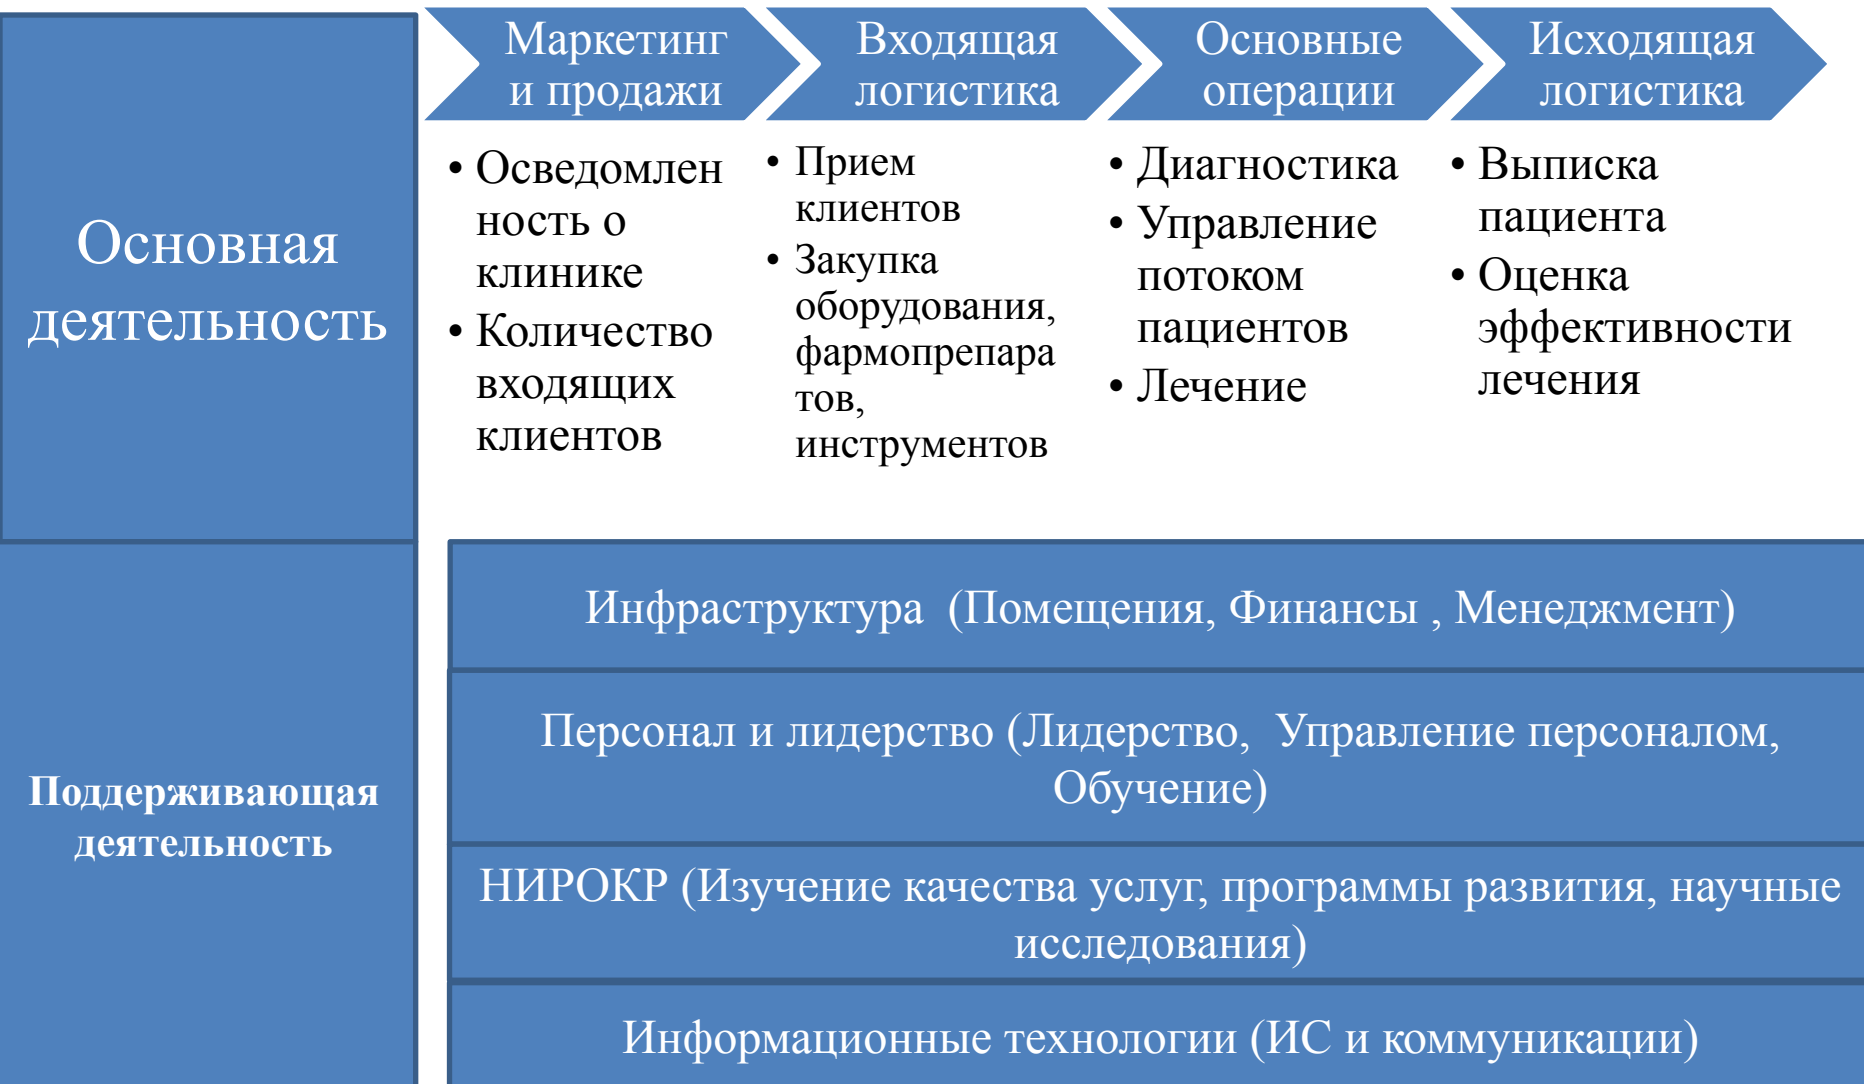 Основная
деятельность
Маркетинг
и продажи
• Осведомлен
ность о
клинике
• Количество
входящих
клиентов
Входящая
логистика
• Прием
клиентов
• Закупка
оборудования,
фармопрепара
тов,
инструментов
Основные
операции
• Диагностика
• Управление
потоком
пациентов
• Лечение
Исходящая
логистика
• Выписка
пациента
• Оценка
эффективности
лечения
Поддерживающая
деятельность
Инфраструктура (Помещения, Финансы , Менеджмент)
Персонал и лидерство (Лидерство, Управление персоналом,
Обучение)
НИРОКР (Изучение качества услуг, программы развития, научные
исследования)
Информационные технологии (ИС и коммуникации)